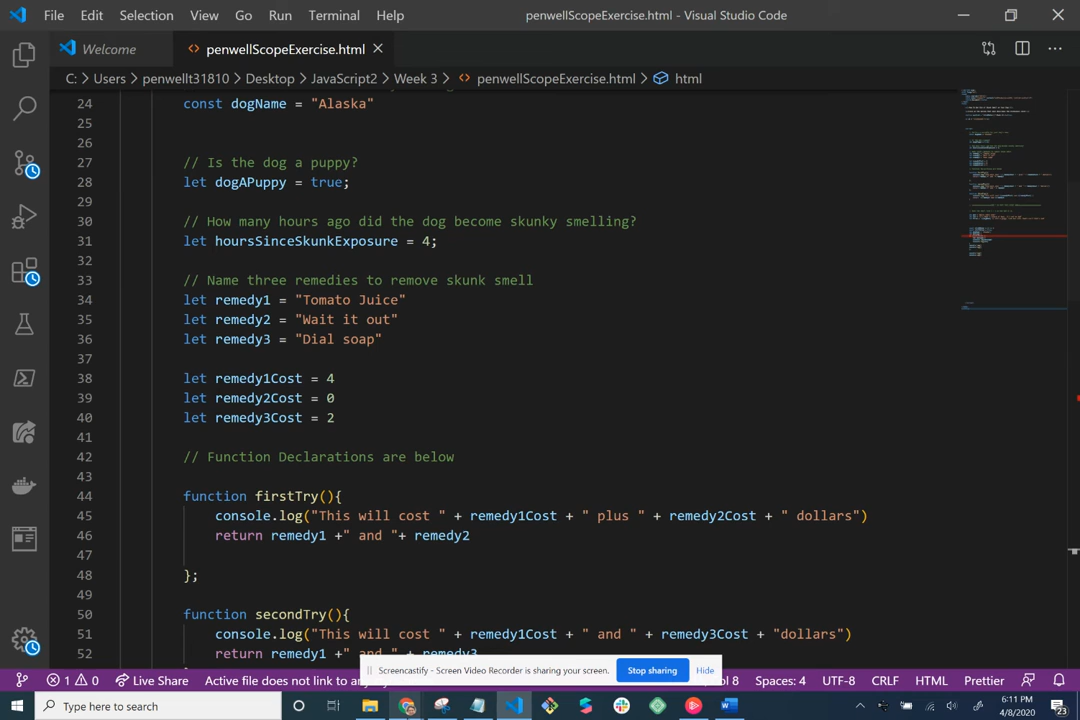 File Edit Selection View Go Run Terminal Help penwellScopeExercise.html - Visual Studio Code
Welcome <> penwellScopeExercise.html
C: > Users > penwellt31810 > Desktop > JavaScript2 > Week 3 > <> penwellScopeExercise.html > html
24 const dogName = "Alaska"
25
26
27 // Is the dog a puppy?
28 let dogAPuppy = true;
29
30 // How many hours ago did the dog become skunky smelling?
31 let hoursSinceSkunkExposure = 4;
32
33 // Name three remedies to remove skunk smell
34 let remedy1 = "Tomato Juice"
35 let remedy2 = "Wait it out"
36 let remedy3 = "Dial soap"
37
38 let remedy1Cost = 4
39 let remedy2Cost = 0
40 let remedy3Cost = 2
41
42 // Function Declarations are below
43
44 function firstTry(){
45 console.log("This will cost " + remedy1Cost + " plus " + remedy2Cost + " dollars")
46 return remedy1 +" and "+ remedy2
47
48 };
49
50 function secondTry(){
51 console.log("This will cost " + remedy1Cost + " and " + remedy3Cost + "dollars")
52 return remedy1 +" and " + remedy3
Screencastify - Screen Video Recorder is sharing your screen. Stop sharing Hide
1 0 Live Share Active file does not link to Col 8 Spaces: 4 UTF-8 CRLF HTML Prettier
Type here to search 6:11 PM
4/8/2020 23